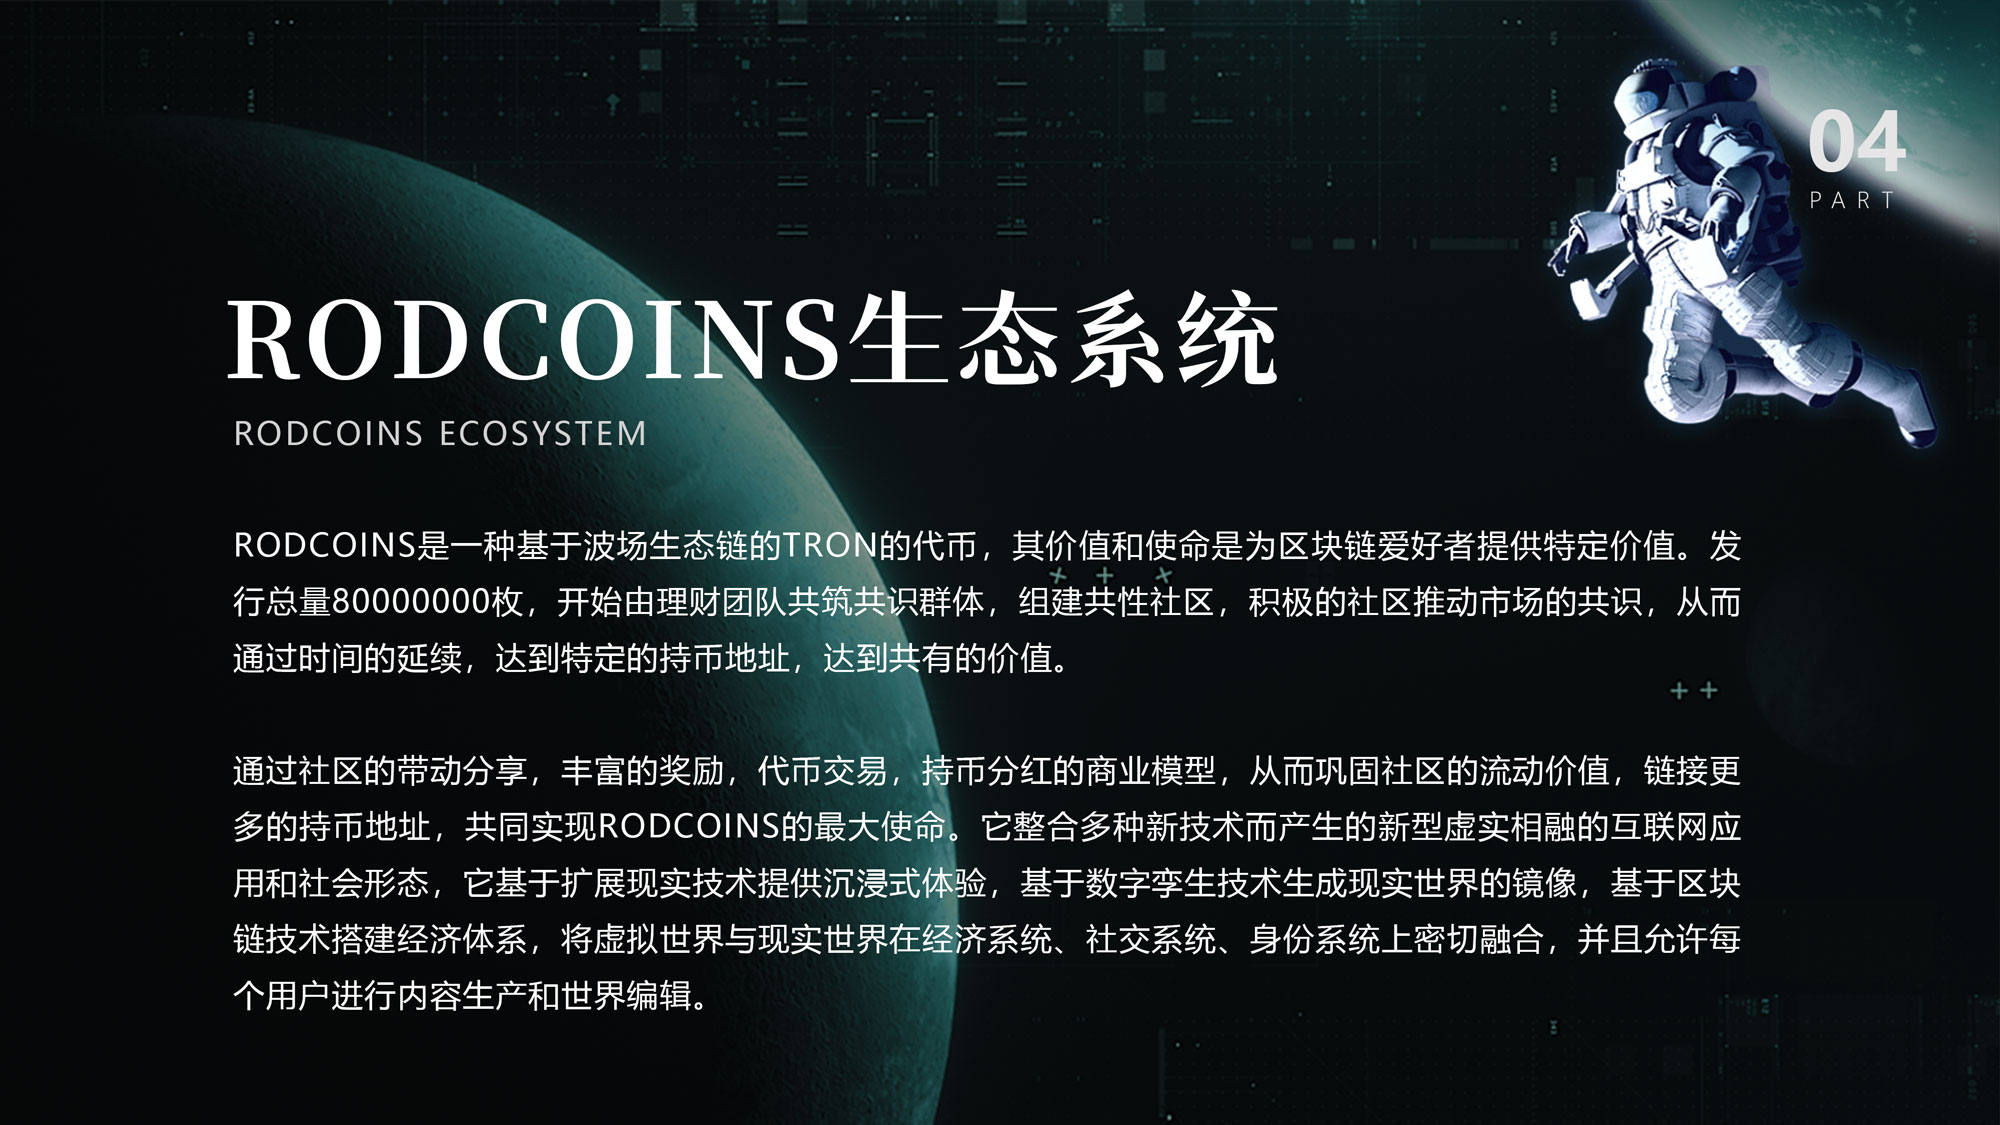 04
PART
RODCOINS生态系统
RODCOINS ECOSYSTEM
RODCOINS是一种基于波场生态链的TRON的代币，其价值和使命是为区块链爱好者提供特定价值。发
行总量80000000枚，开始由理财团队共筑共识群体，组建共性社区，积极的社区推动市场的共识，从而
通过时间的延续，达到特定的持币地址，达到共有的价值。
通过社区的带动分享，丰富的奖励，代币交易，持币分红的商业模型，从而巩固社区的流动价值，链接更
多的持币地址，共同实现RODCOINS的最大使命。它整合多种新技术而产生的新型虚实相融的互联网应
用和社会形态，它基于扩展现实技术提供沉浸式体验，基于数字孪生技术生成现实世界的镜像，基于区块
链技术搭建经济体系，将虚拟世界与现实世界在经济系统、社交系统、身份系统上密切融合，并且允许每
个用户进行内容生产和世界编辑。